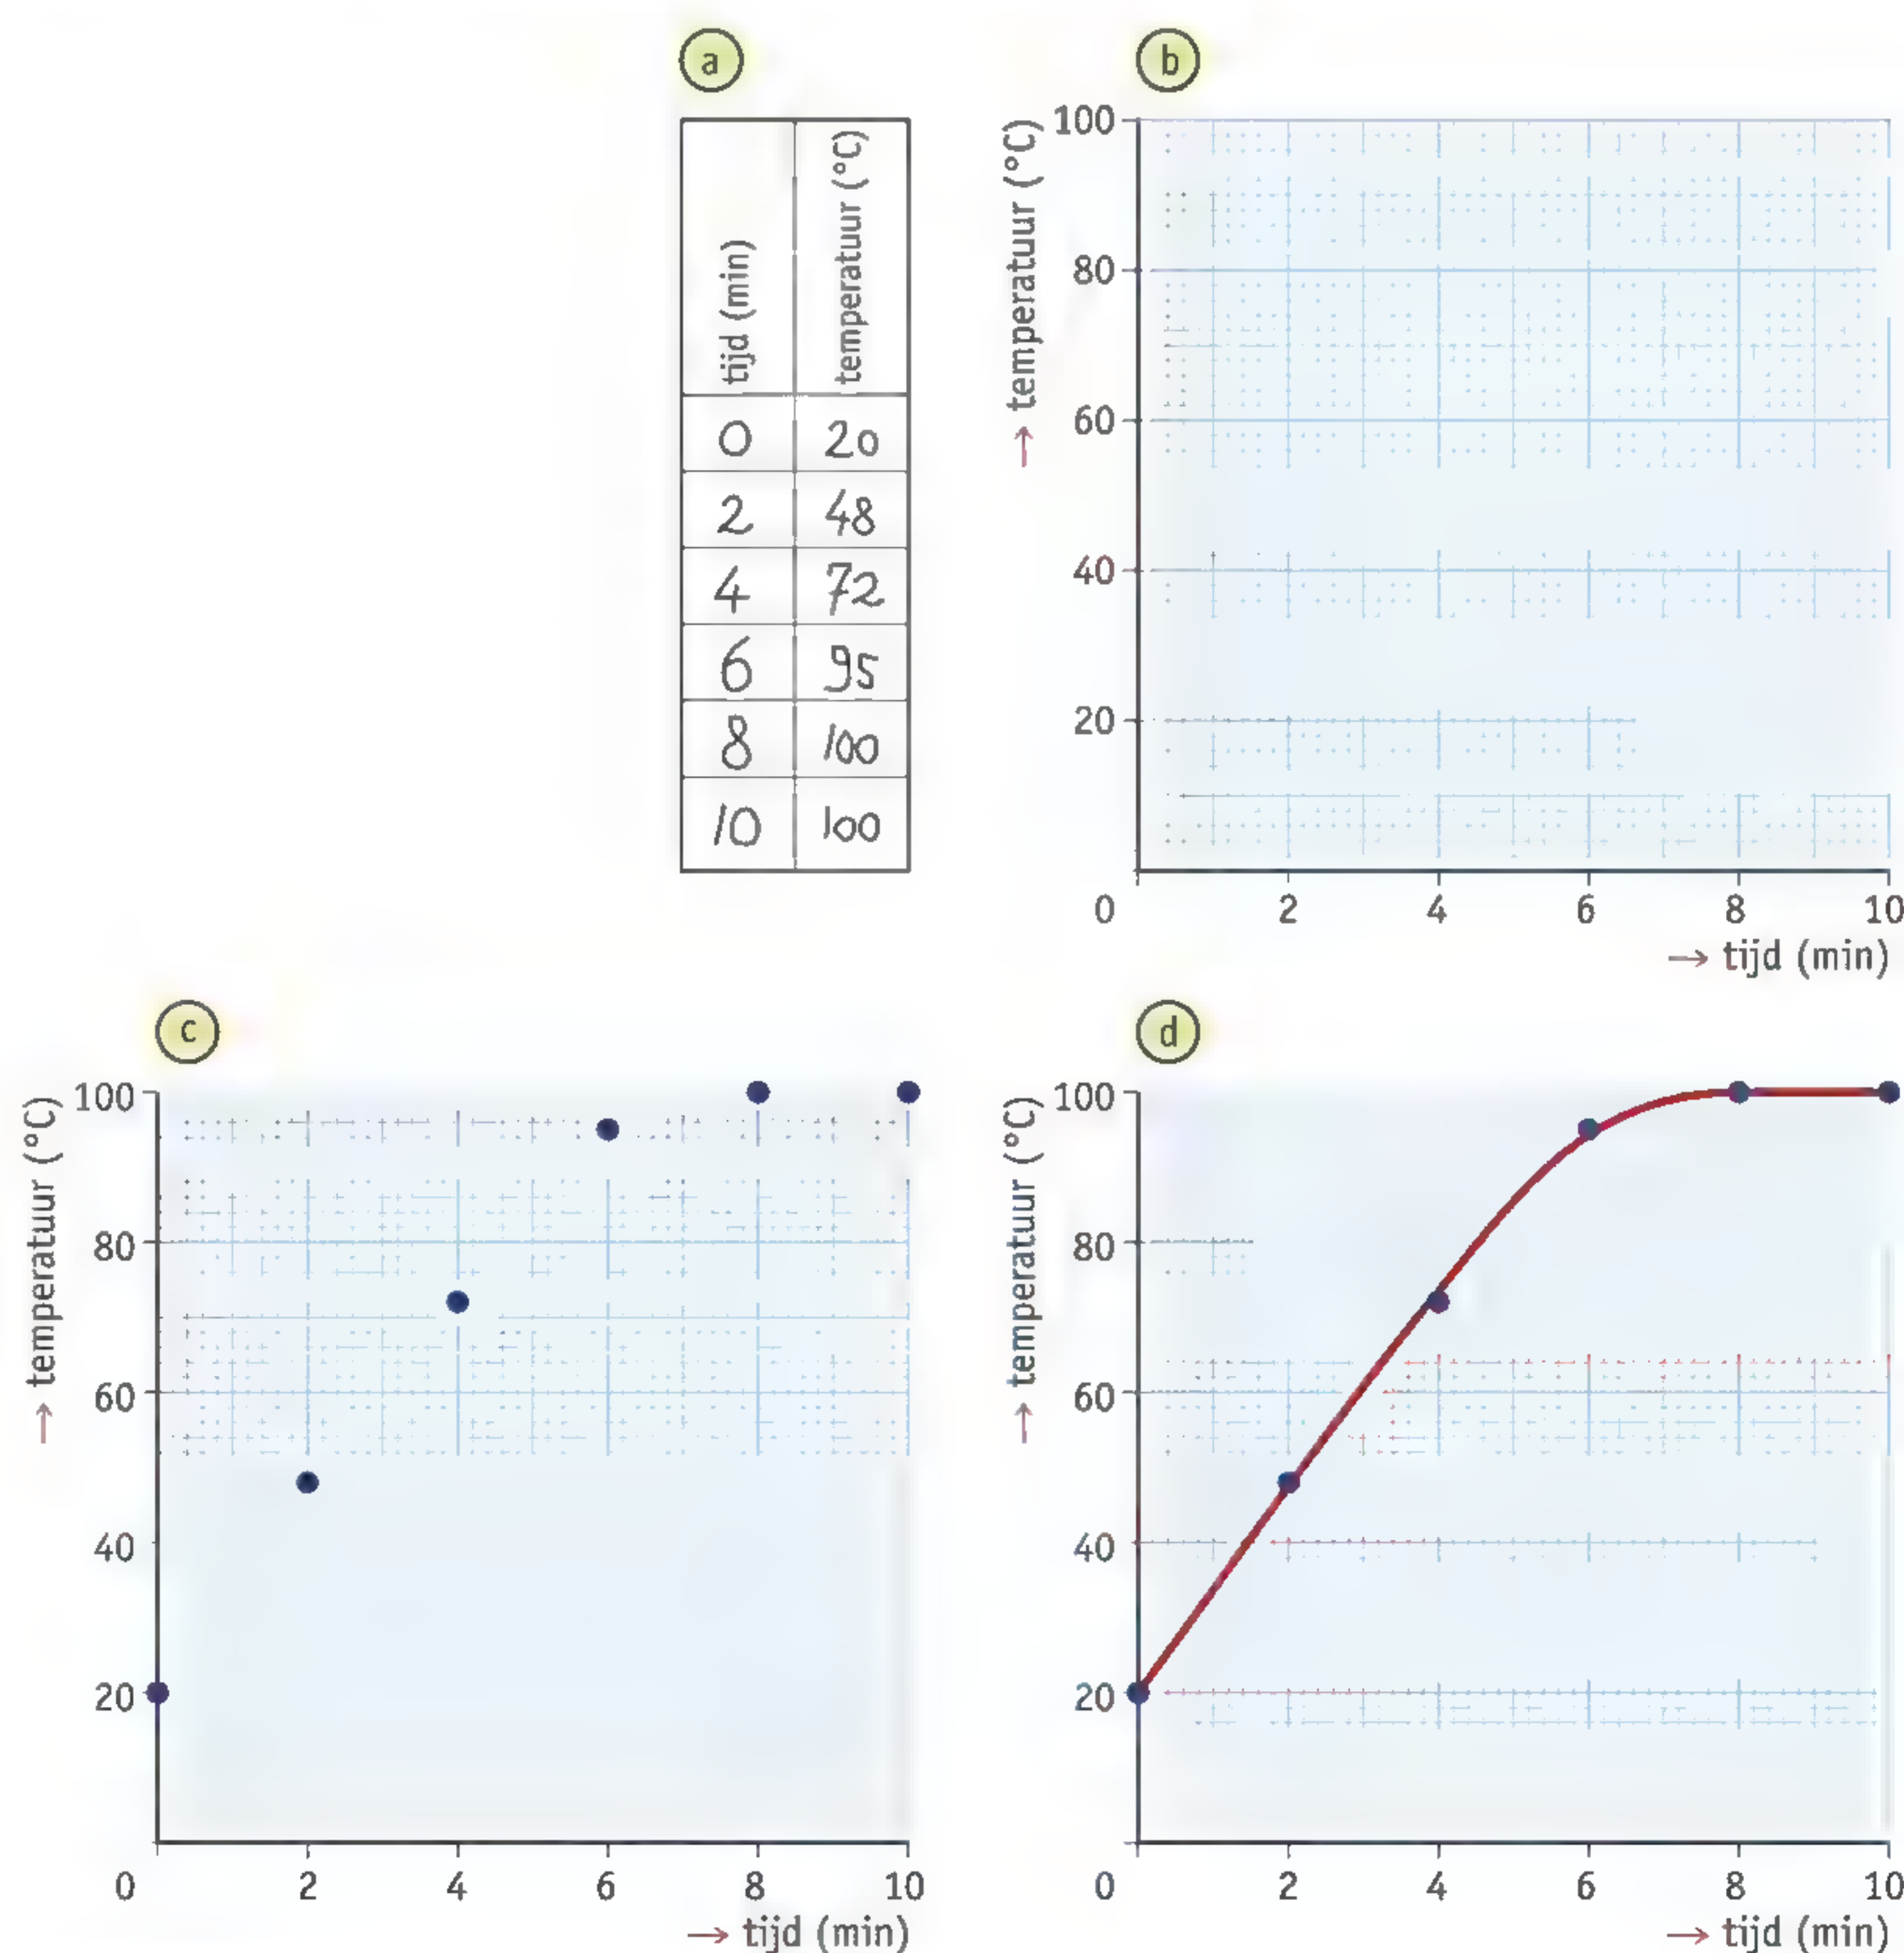 a
tijd (min) temperatuur (°C)
0 20
2 48
4 72
6 95
8 100
10 100
b
→ temperatuur (°C)
100
80
60
40
20
0 2 4 6 8 10
→ tijd (min)
c
→ temperatuur (°C)
100
80
60
40
20
0 2 4 6 8 10
→ tijd (min)
d
→ temperatuur (°C)
100
80
60
40
20
0 2 4 6 8 10
→ tijd (min)